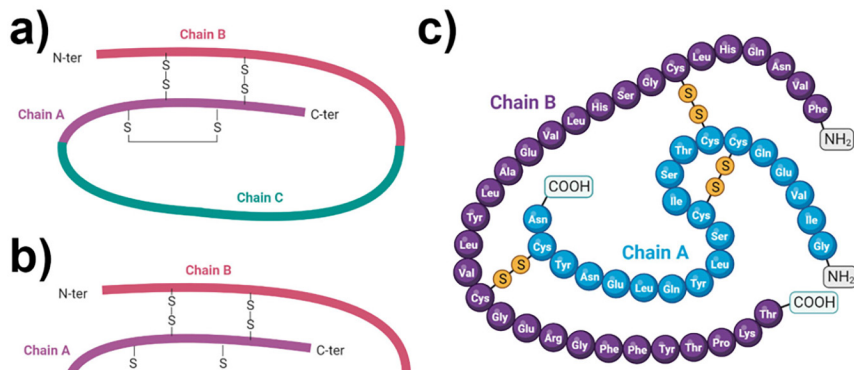 a)
Chain B
N-ter
S
S
S
S
Chain A
C-ter
S
S
Chain C
b)
Chain B
N-ter
S
S
S
S
Chain A
C-ter
S
S
c)
Chain B
NH2
Phe
Val
Asn
Gln
His
Leu
Cys
Gly
Ser
His
Leu
Val
Glu
Ala
Leu
Tyr
Leu
Val
Cys
Gly
Glu
Arg
Gly
Phe
Phe
Tyr
Thr
Pro
Lys
Thr
COOH
S
S
S
S
S
S
Chain A
NH2
Gly
İle
Val
Glu
Gln
Cys
Cys
Thr
Ser
İle
Cys
Ser
Leu
Tyr
Gln
Leu
Glu
Asn
Tyr
Cys
Asn
COOH